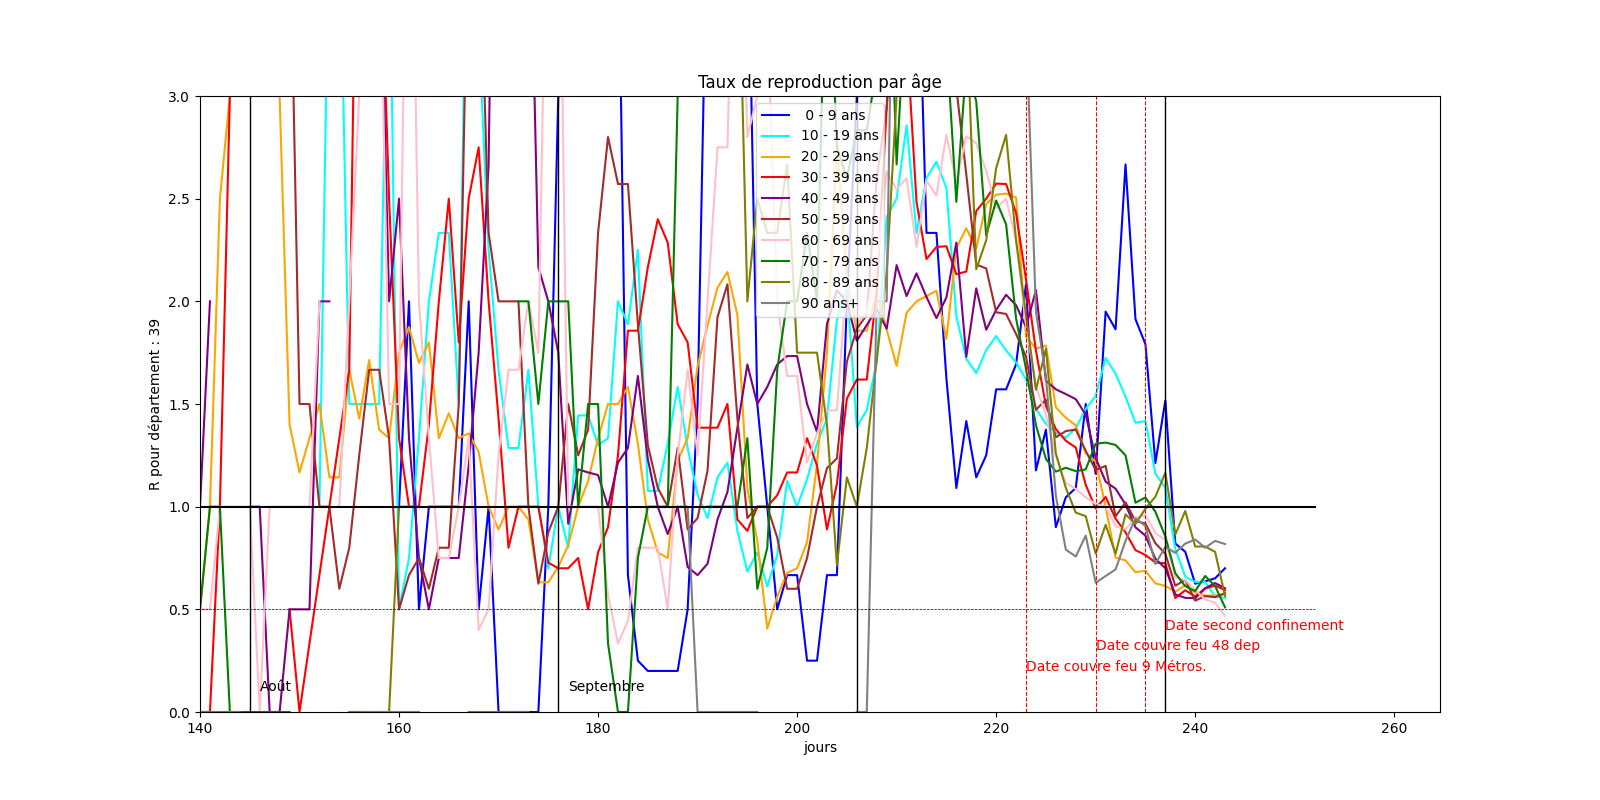 Taux de reproduction par âge
R pour département : 39
3.0
2.5
2.0
1.5
1.0
0.5
0.0
0 - 9 ans
10 - 19 ans
20 - 29 ans
30 - 39 ans
40 - 49 ans
50 - 59 ans
60 - 69 ans
70 - 79 ans
80 - 89 ans
90 ans+
Date second confinement
Date couvre feu 48 dep
Date couvre feu 9 Métros.
Août
Septembre
140
160
180
200
220
240
260
jours